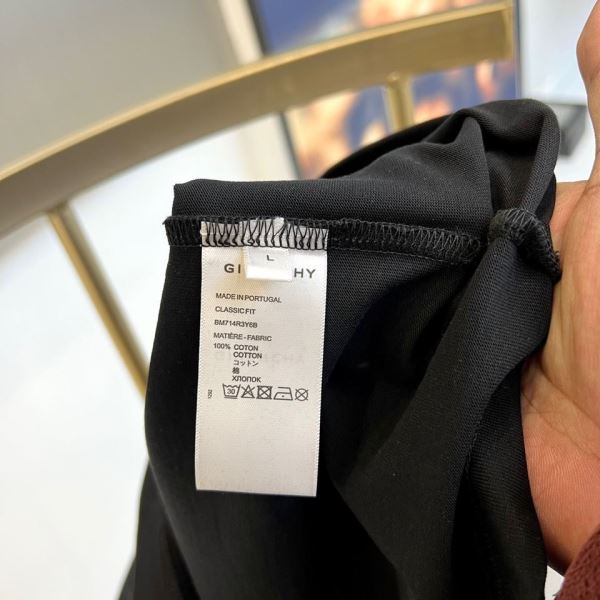 L
GI HY
MADE IN PORTUGAL
CLASSIC FIT
BM714R3Y6B
MATIÈRE - FABRIC
100% COTON
COTTON
コットン
棉
ХЛОПОК
30